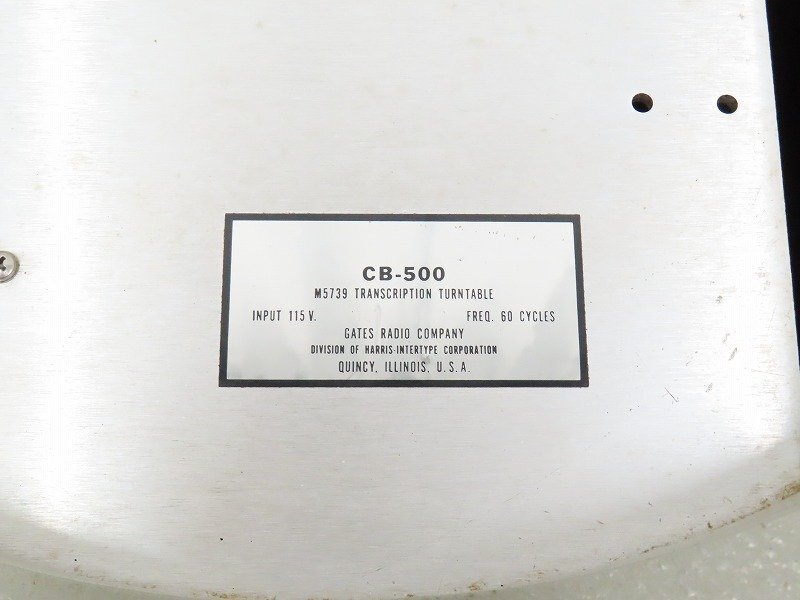 CB-500
M5739 TRANSCRIPTION TURNTABLE
INPUT 115 V. FREQ. 60 CYCLES
GATES RADIO COMPANY
DIVISION OF HARRIS-INTERTYPE CORPORATION
QUINCY, ILLINOIS, U.S.A.